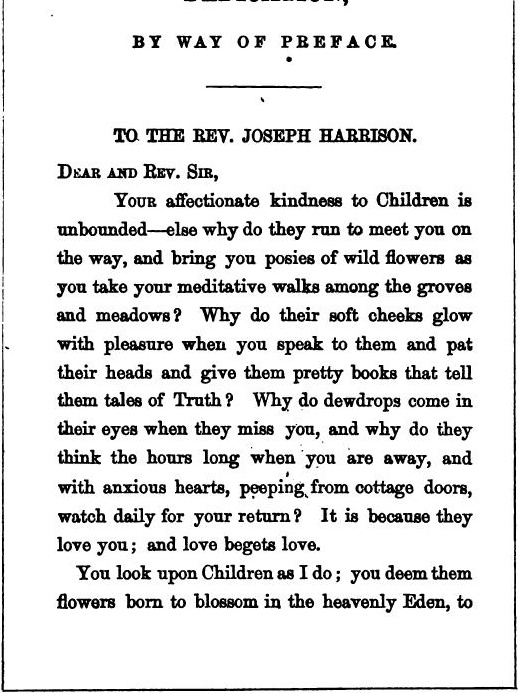 BY WAY OF PREFACE.
TO THE REV. JOSEPH HARRISON.
DEAR AND REV. SIR,
YOUR affectionate kindness to Children is
unbounded—else why do they run to meet you on
the way, and bring you posies of wild flowers as
you take your meditative walks among the groves
and meadows? Why do their soft cheeks glow
with pleasure when you speak to them and pat
their heads and give them pretty books that tell
them tales of Truth? Why do dewdrops come in
their eyes when they miss you, and why do they
think the hours long when you are away, and
with anxious hearts, peeping from cottage doors,
watch daily for your return? It is because they
love you; and love begets love.
You look upon Children as I do; you deem them
flowers born to blossom in the heavenly Eden, to